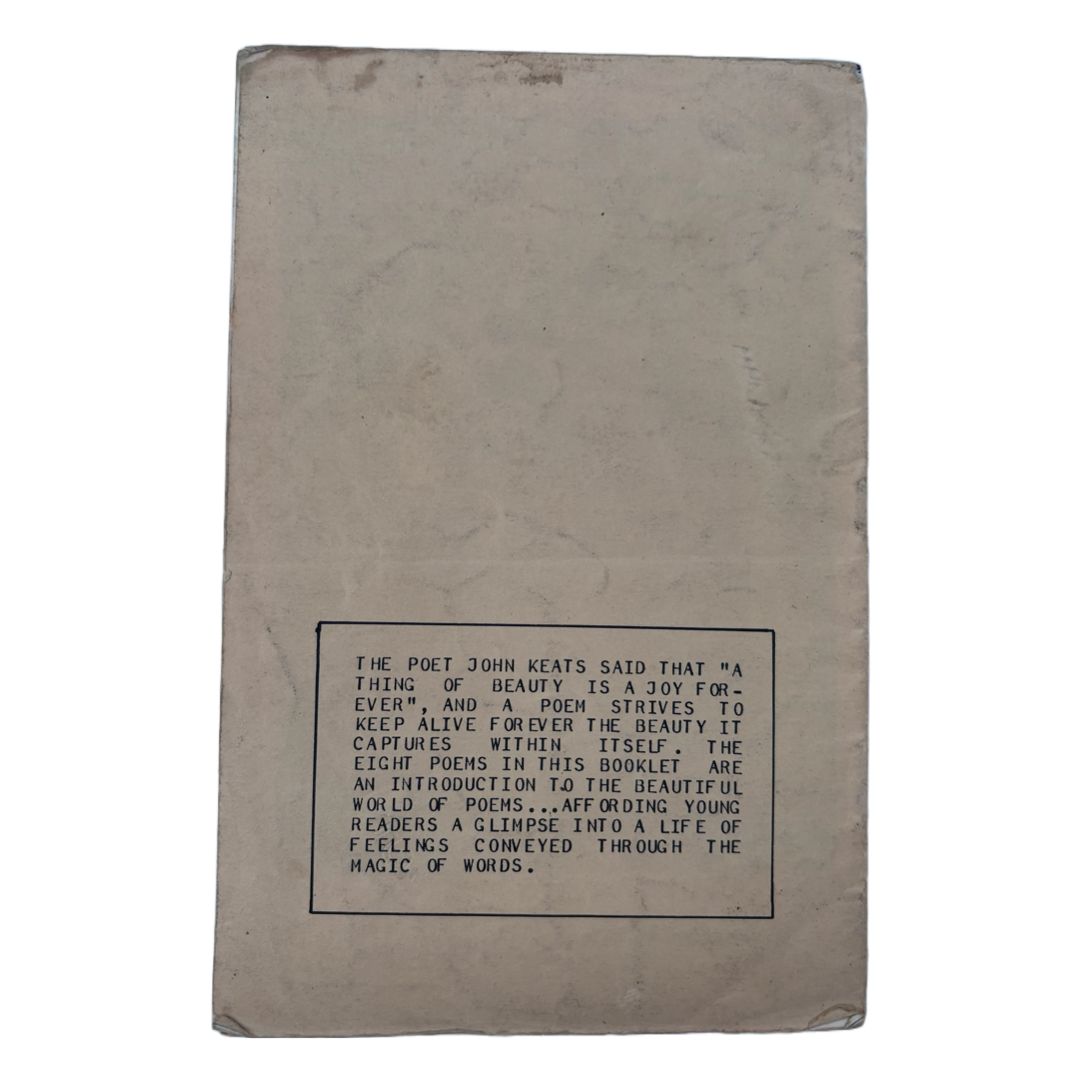 THE POET JOHN KEATS SAID THAT "A
THING OF BEAUTY IS A JOY FOR-
EVER", AND A POEM STRIVES TO
KEEP ALIVE FOREVER THE BEAUTY IT
CAPTURES WITHIN ITSELF. THE
EIGHT POEMS IN THIS BOOKLET ARE
AN INTRODUCTION TO THE BEAUTIFUL
WORLD OF POEMS...AFFORDING YOUNG
READERS A GLIMPSE INTO A LIFE OF
FEELINGS CONVEYED THROUGH THE
MAGIC OF WORDS.